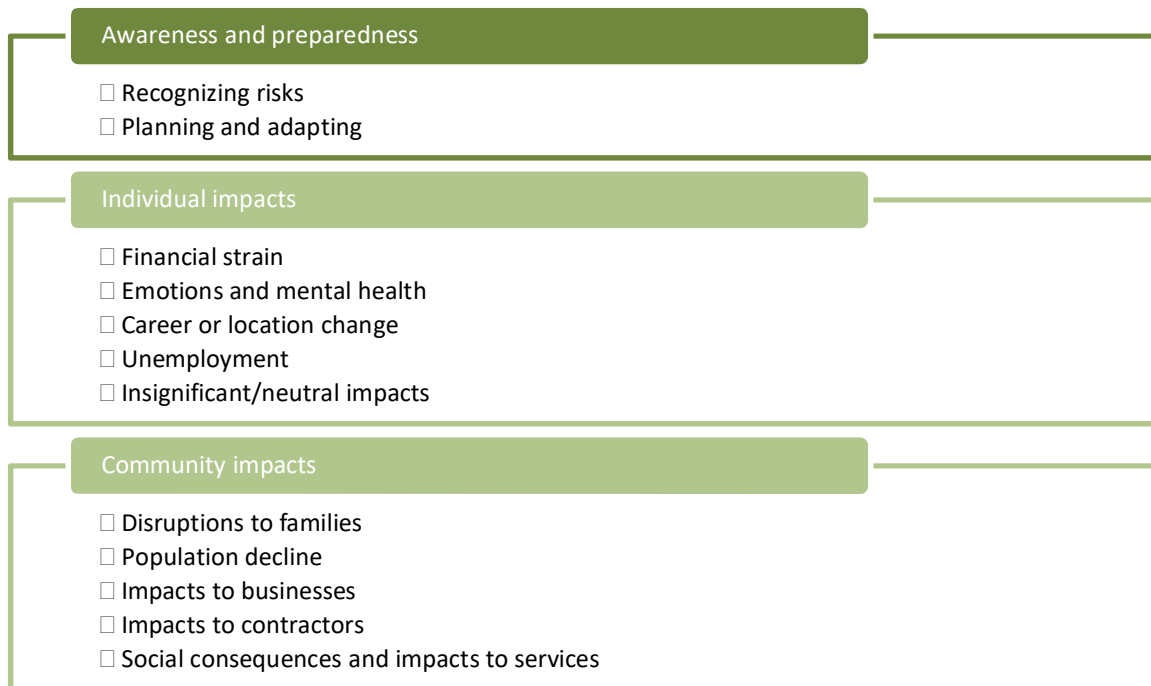 Awareness and preparedness
□ Recognizing risks
□ Planning and adapting
Individual impacts
□ Financial strain
□ Emotions and mental health
□ Career or location change
□ Unemployment
□ Insignificant/neutral impacts
Community impacts
□ Disruptions to families
□ Population decline
□ Impacts to businesses
□ Impacts to contractors
□ Social consequences and impacts to services